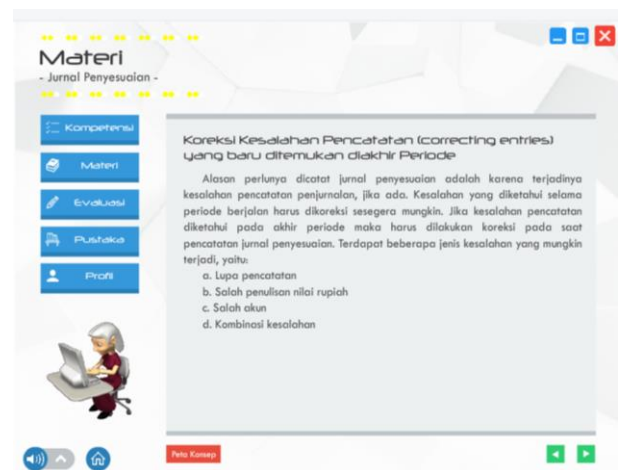 Materi
- Jurnal Penyesuaian -
Kompetensi
Materi
Evaluasi
Pustaka
Profil
Koreksi Kesalahan Pencatatan (correcting entries)
yang baru ditemukan diakhir Periode
Alasan perlunya dicatat jurnal penyesuaian adalah karena terjadinya
kesalahan pencatatan penjurnalan, jika ada. Kesalahan yang diketahui selama
periode berjalan harus dikoreksi sesegera mungkin. Jika kesalahan pencatatan
diketahui pada akhir periode maka harus dilakukan koreksi pada saat
pencatatan jurnal penyesuaian. Terdapat beberapa jenis kesalahan yang mungkin
terjadi, yaitu:
a. Lupa pencatatan
b. Salah penulisan nilai rupiah
c. Salah akun
d. Kombinasi kesalahan
Peta Konsep